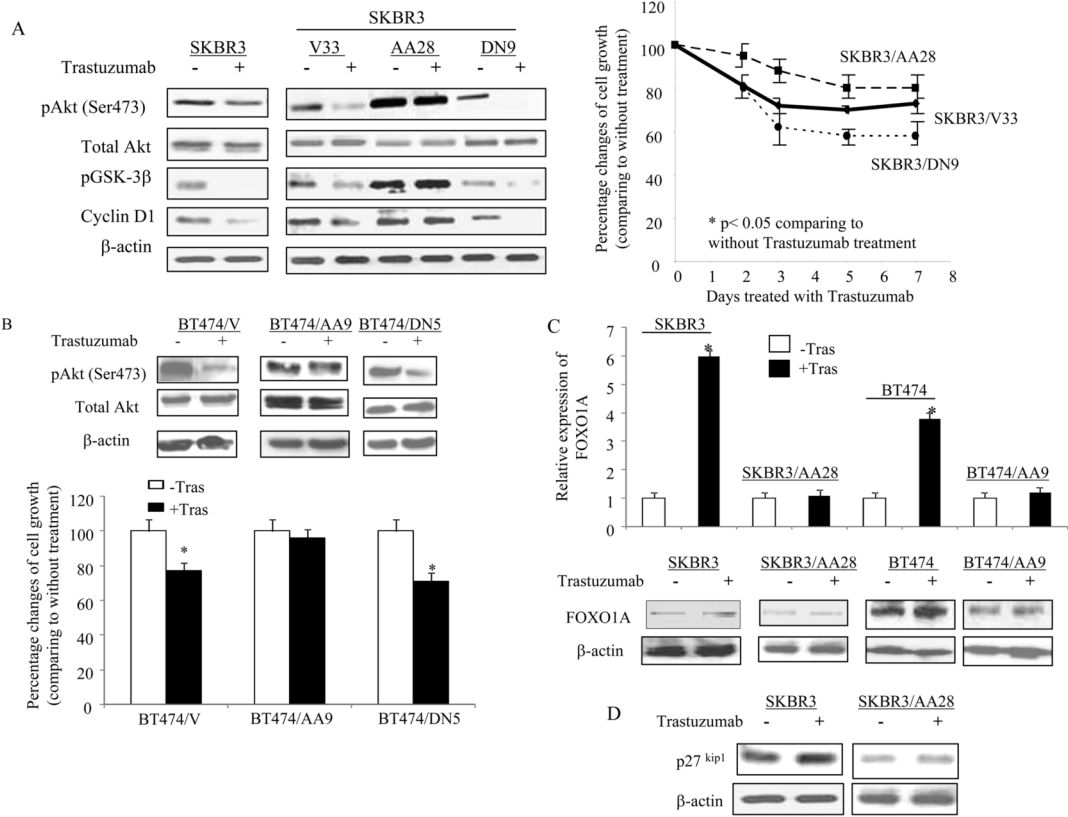 A
SKBR3
SKBR3 V33 AA28 DN9
Trastuzumab - + - + - + - +
pAkt (Ser473)
Total Akt
pGSK-3β
Cyclin D1
β-actin
Percentage changes of cell growth
(comparing to without treatment)
120
100
80
60
40
20
0
0 1 2 3 4 5 6 7 8
Days treated with Trastuzumab
SKBR3/AA28
SKBR3/V33
SKBR3/DN9
* p< 0.05 comparing to
without Trastuzumab treatment
B
BT474/V BT474/AA9 BT474/DN5
Trastuzumab - + - + - +
pAkt (Ser473)
Total Akt
β-actin
-Tras
+Tras
Percentage changes of cell growth
(comparing to without treatment)
120
100
80
60
40
20
0
* *
BT474/V BT474/AA9 BT474/DN5
C
Relative expression of
FOXO1A
7
6
5
4
3
2
1
0
SKBR3
*
-Tras
+Tras
BT474
*
SKBR3/AA28
BT474/AA9
SKBR3 SKBR3/AA28 BT474 BT474/AA9
Trastuzumab - + - + - + - +
FOXO1A
β-actin
D
SKBR3 SKBR3/AA28
Trastuzumab - + - +
p27 kip1
β-actin